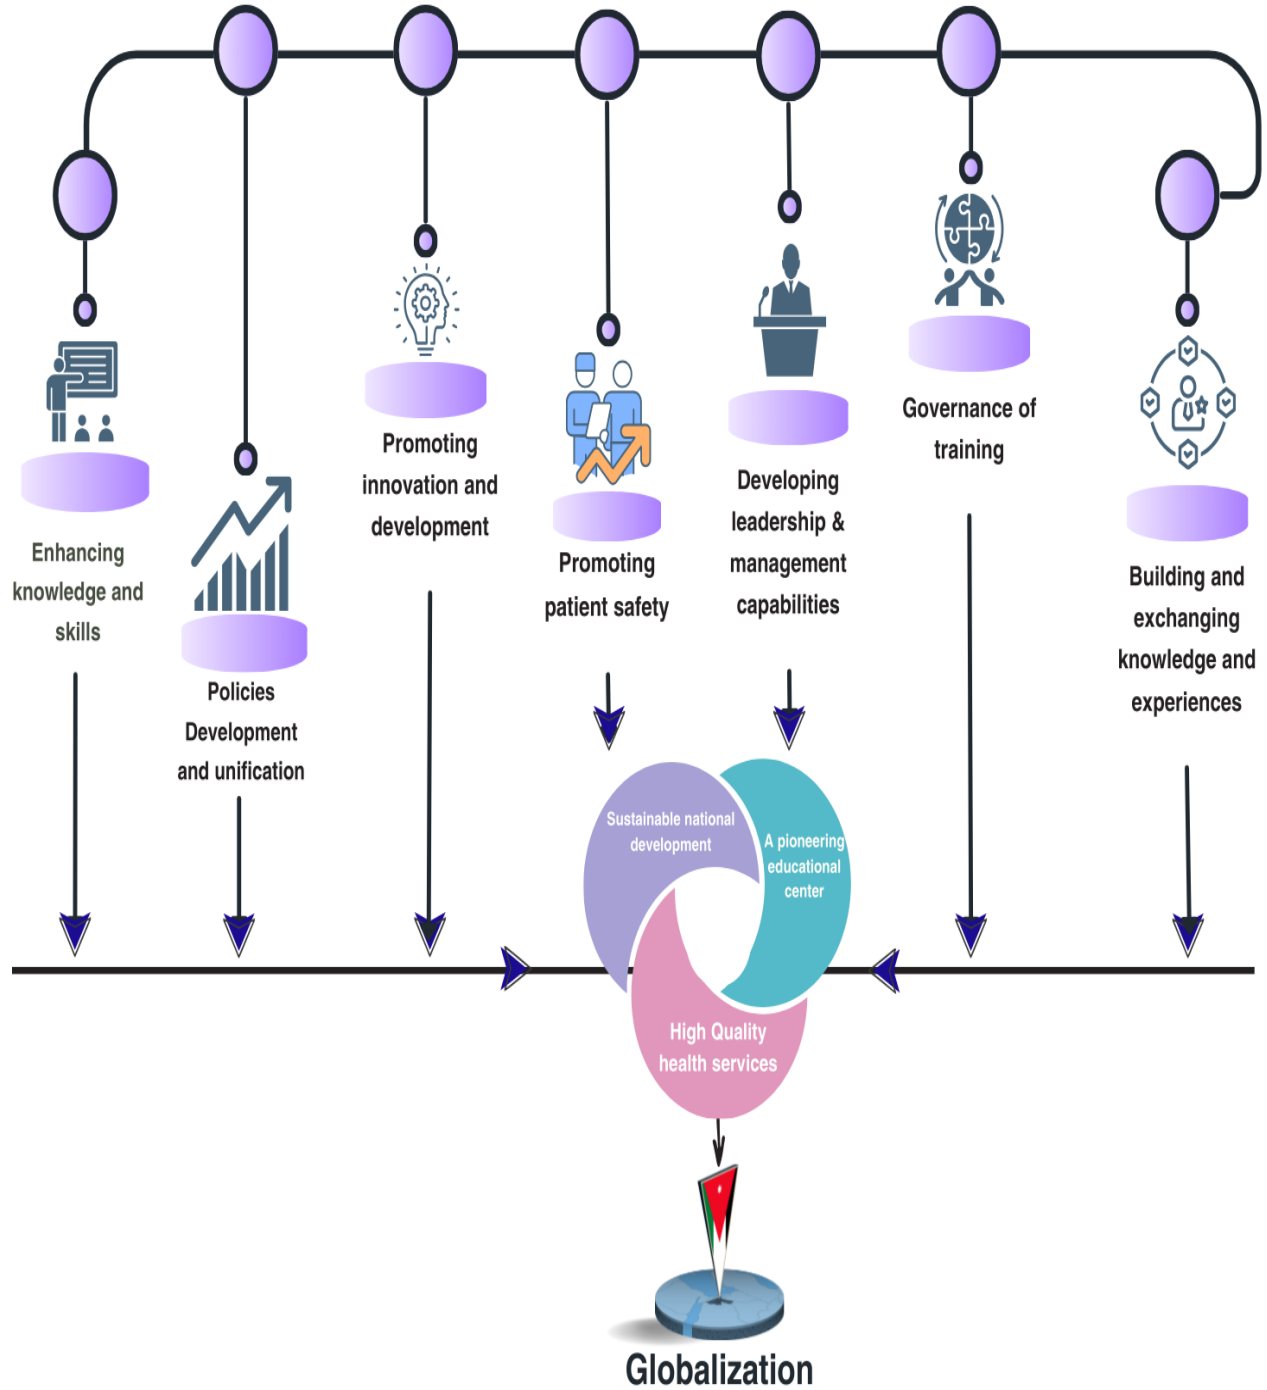 Enhancing
knowledge and
skills
Policies
Development
and unification
Promoting
innovation and
development
Promoting
patient safety
Developing
leadership &
management
capabilities
Governance of
training
Building and
exchanging
knowledge and
experiences
Sustainable national
development
A pioneering
educational
center
High Quality
health services
Globalization